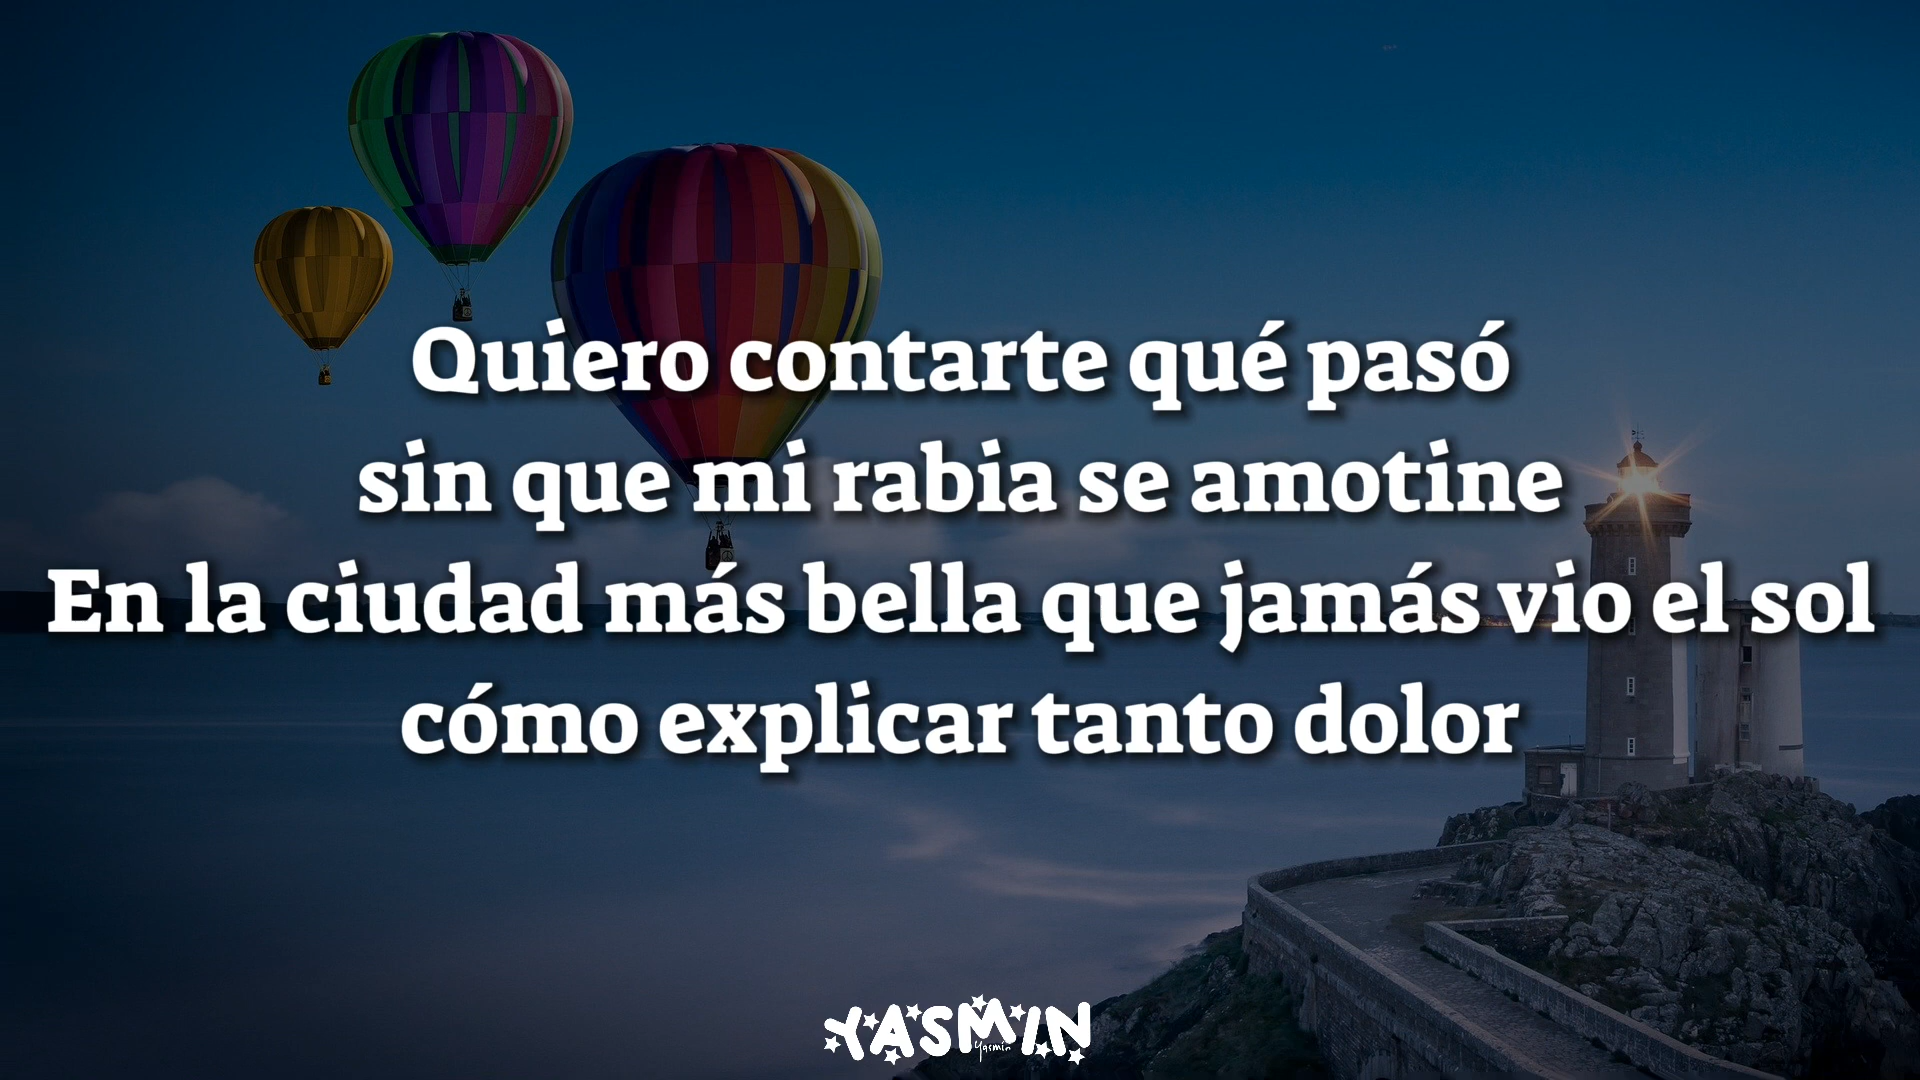 Quiero contarte qué pasó
sin que mi rabia se amotine
En la ciudad más bella que jamás vio el sol
cómo explicar tanto dolor
YASMIN
Yasmin